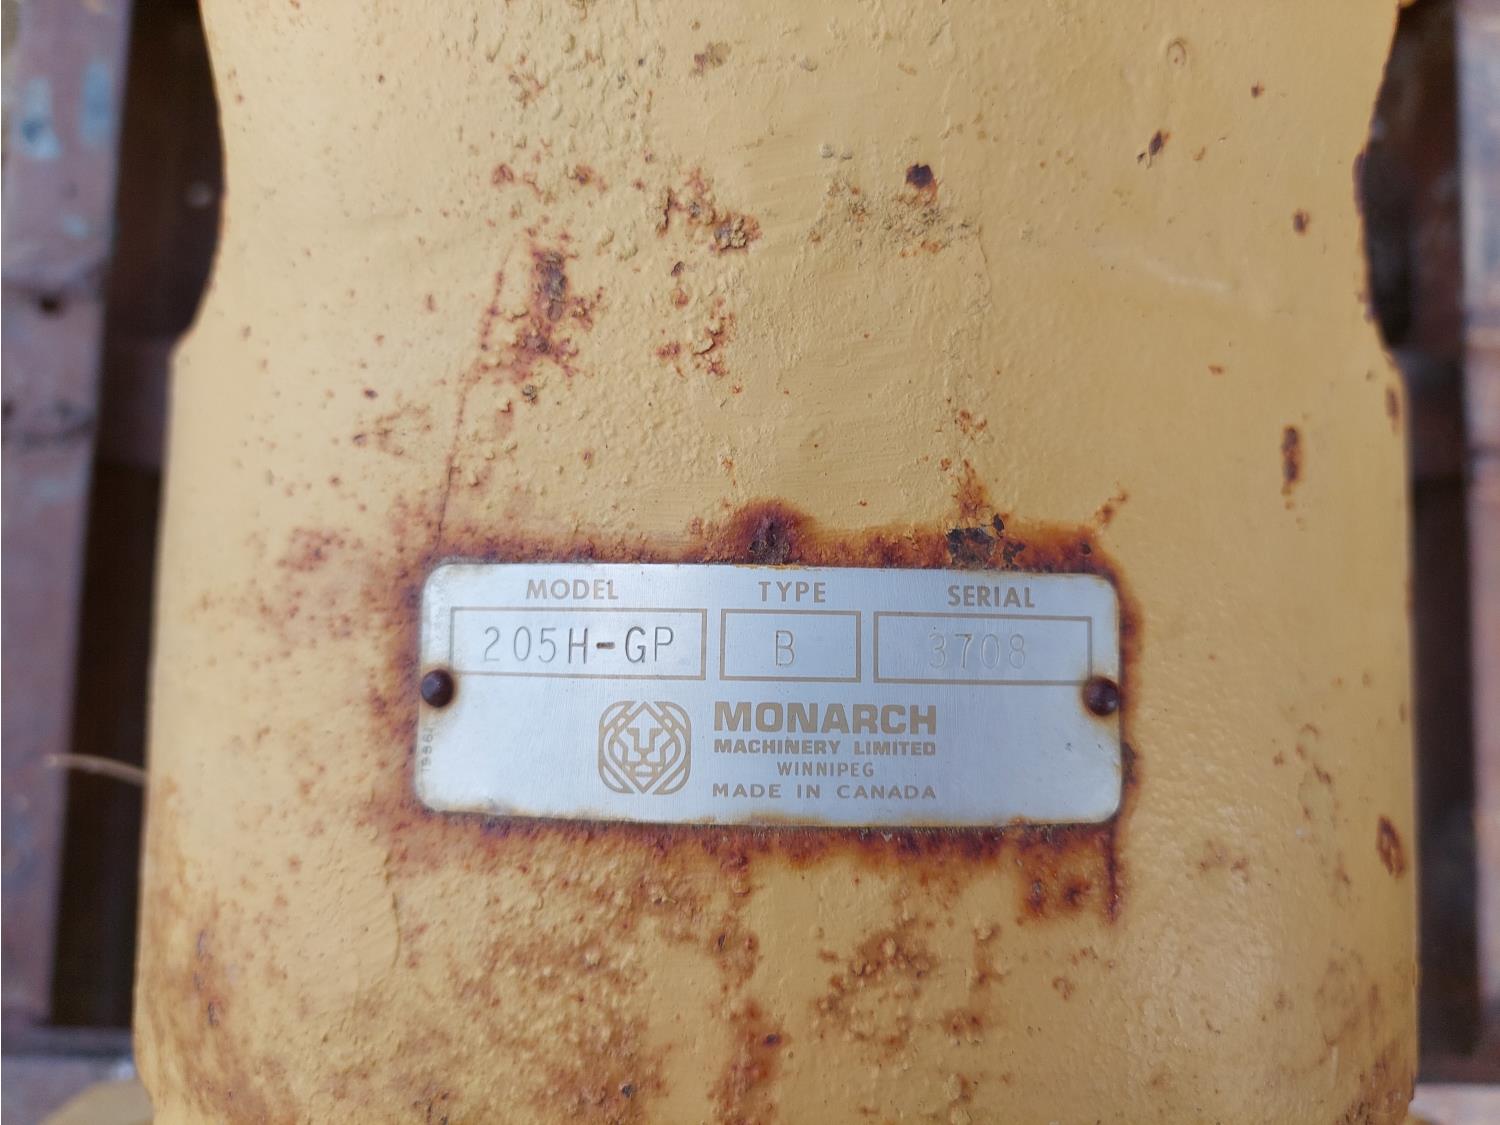 MODEL TYPE SERIAL
205H-GP B 3708
MONARCH
MACHINERY LIMITED
WINNIPEG
MADE IN CANADA